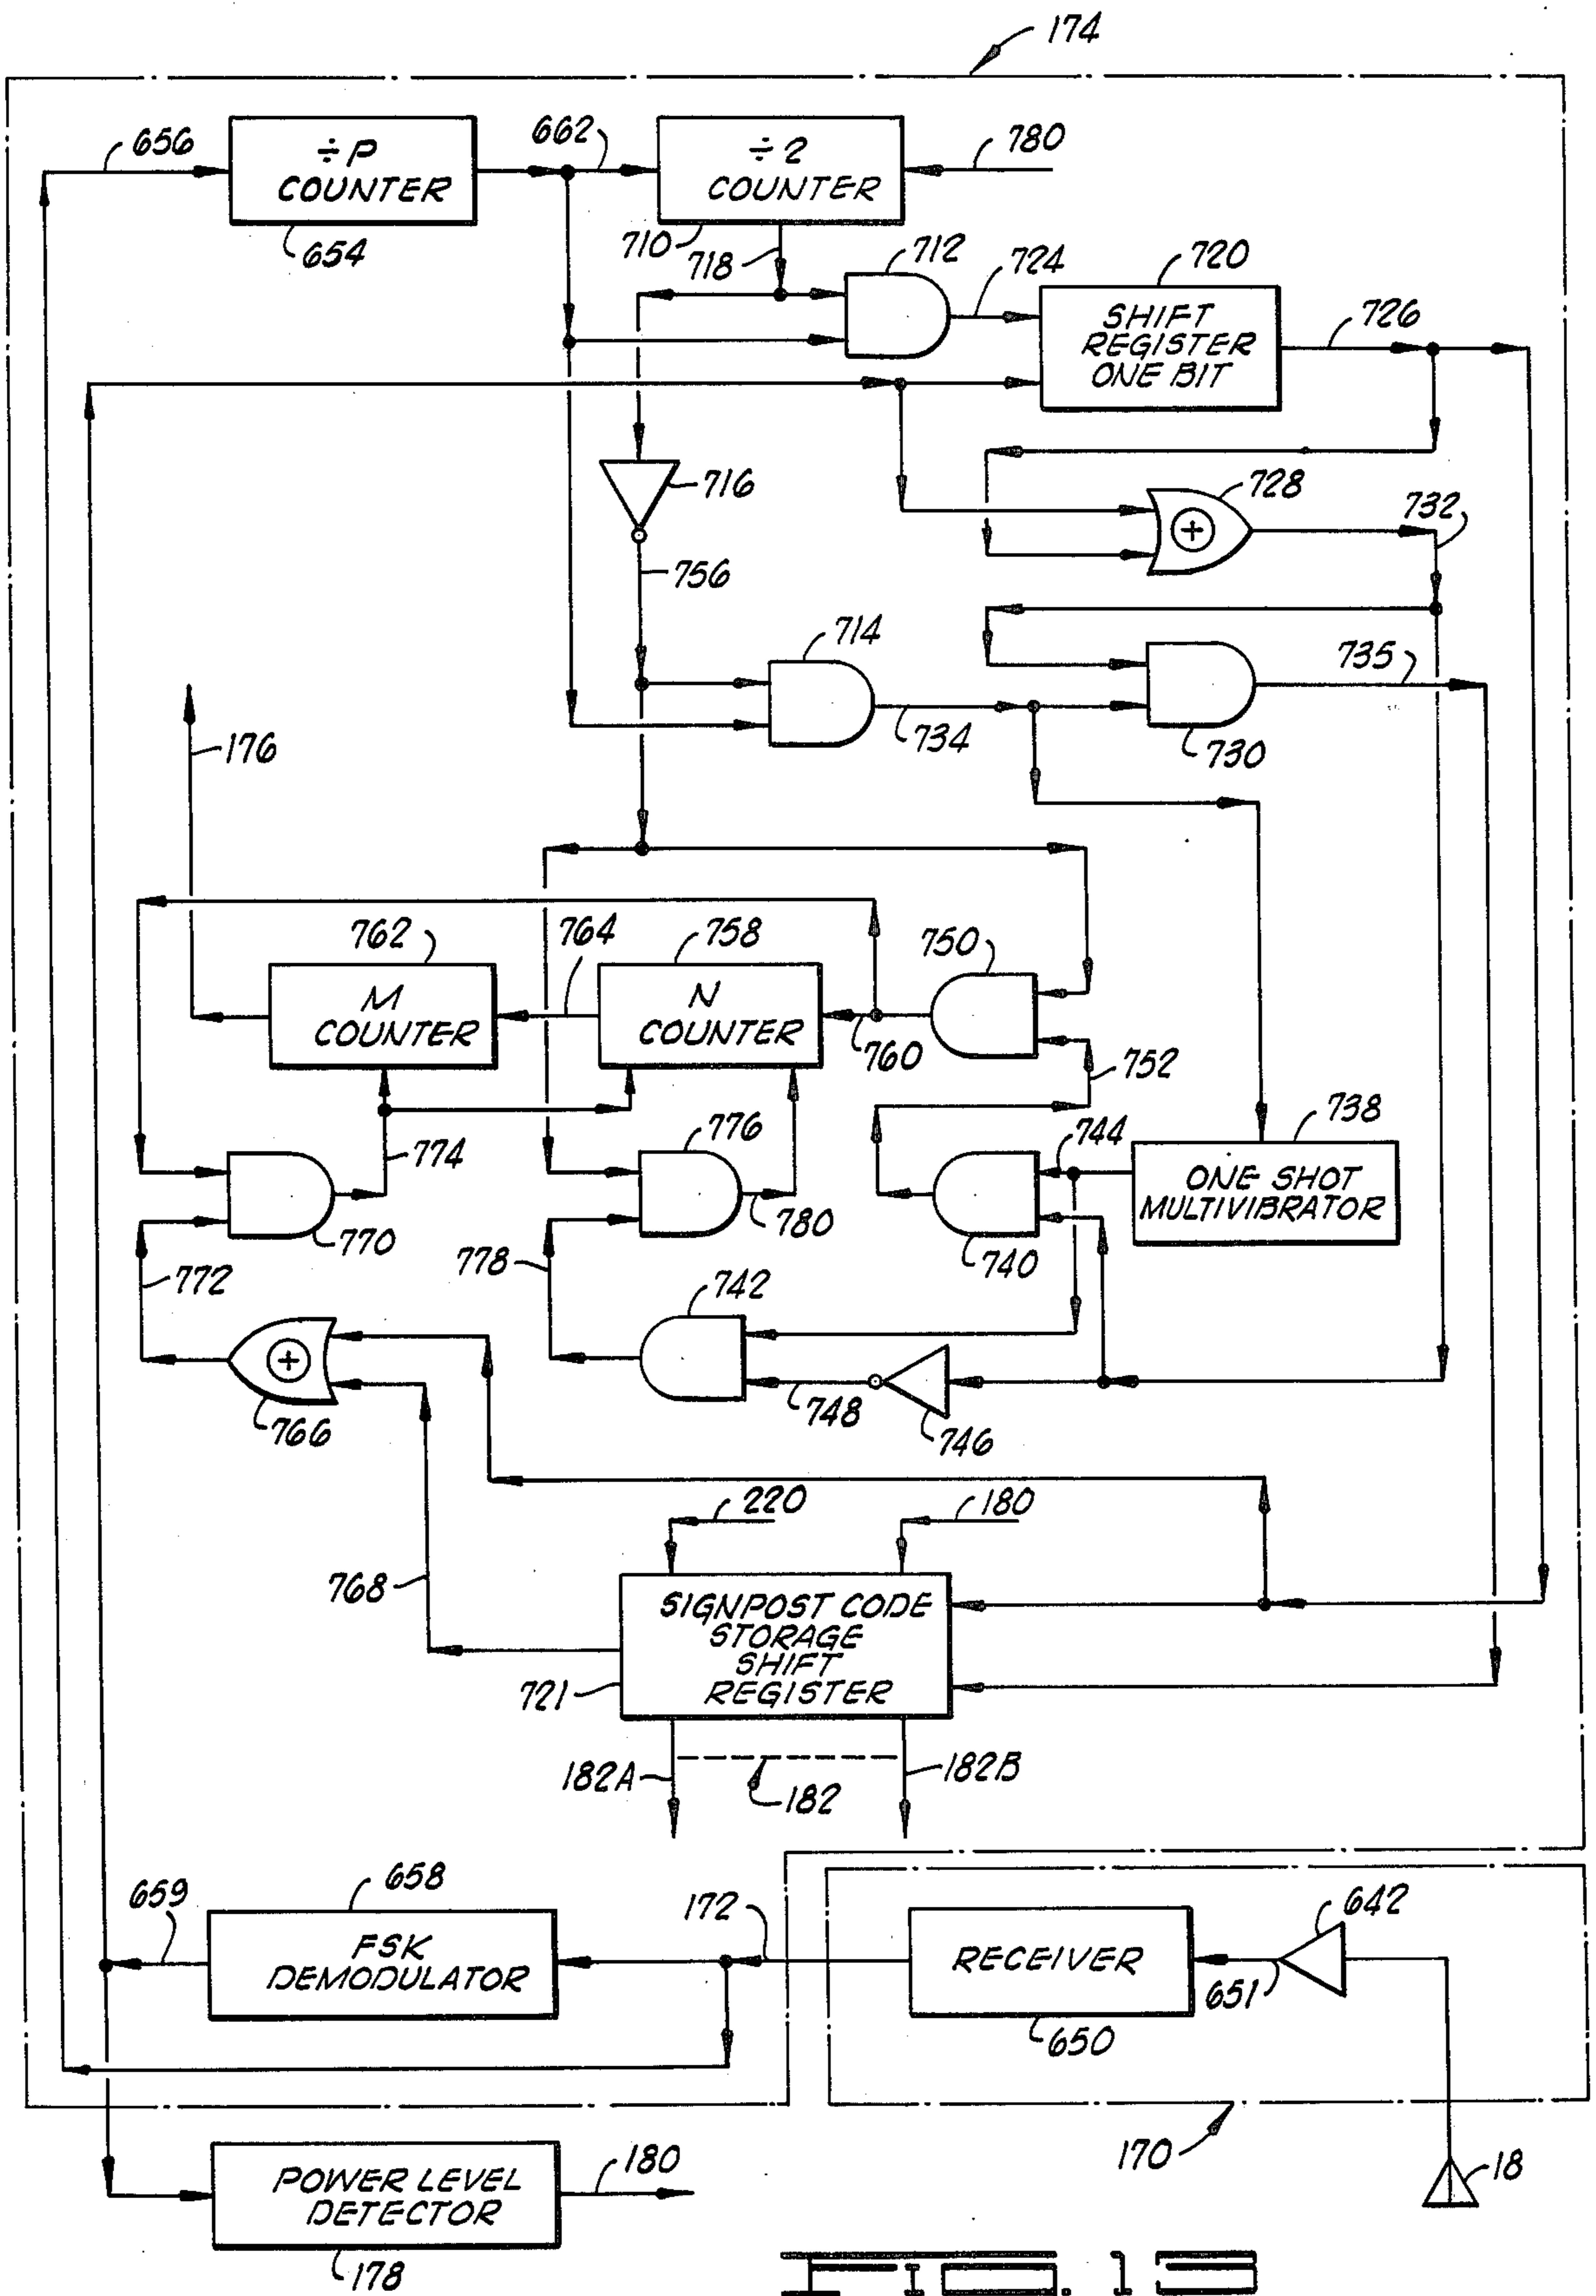 174
656
÷P
COUNTER
654
662
÷2
COUNTER
780
710
718
712
724
720
SHIFT
REGISTER
ONE BIT
726
716
728
732
756
714
734
735
730
176
762
764
758
750
M
COUNTER
N
COUNTER
760
752
738
774
776
744
ONE SHOT
MULTIVIBRATOR
770
780
740
772
778
742
766
748
746
220
180
768
SIGNPOST CODE
STORAGE
SHIFT
REGISTER
721
182A
182
182B
659
658
FSK
DEMODULATOR
172
RECEIVER
642
651
650
170
18
POWER LEVEL
DETECTOR
180
178